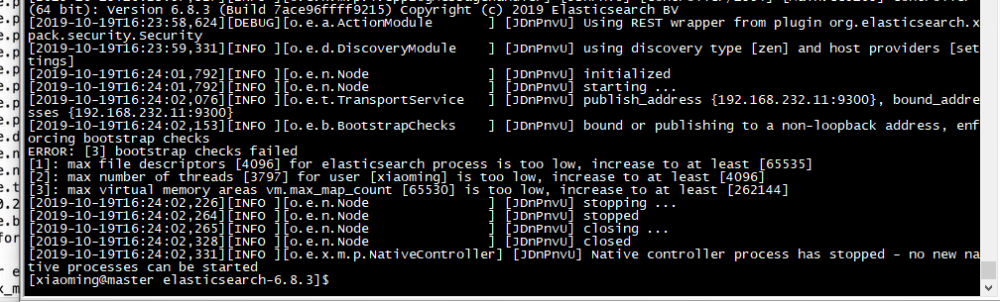 (64 bit): Version 6.8.3 (Build 7ace96ffff9215) Copyright (c) 2019 Elasticsearch BV
[2019-10-19T16:23:58,624][DEBUG][o.e.a.ActionModule       ] [JDnPnvU] Using REST wrapper from plugin org.elasticsearch.x
pack.security.Security
[2019-10-19T16:23:59,331][INFO ][o.e.d.DiscoveryModule    ] [JDnPnvU] using discovery type [zen] and host providers [set
tings]
[2019-10-19T16:24:01,792][INFO ][o.e.n.Node               ] [JDnPnvU] initialized
[2019-10-19T16:24:01,792][INFO ][o.e.n.Node               ] [JDnPnvU] starting ...
[2019-10-19T16:24:02,076][INFO ][o.e.t.TransportService   ] [JDnPnvU] publish_address {192.168.232.11:9300}, bound_addre
sses {192.168.232.11:9300}
[2019-10-19T16:24:02,153][INFO ][o.e.b.BootstrapChecks    ] [JDnPnvU] bound or publishing to a non-loopback address, enf
orcing bootstrap checks
ERROR: [3] bootstrap checks failed
[1]: max file descriptors [4096] for elasticsearch process is too low, increase to at least [65535]
[2]: max number of threads [3797] for user [xiaoming] is too low, increase to at least [4096]
[3]: max virtual memory areas vm.max_map_count [65530] is too low, increase to at least [262144]
[2019-10-19T16:24:02,226][INFO ][o.e.n.Node               ] [JDnPnvU] stopping ...
[2019-10-19T16:24:02,264][INFO ][o.e.n.Node               ] [JDnPnvU] stopped
[2019-10-19T16:24:02,265][INFO ][o.e.n.Node               ] [JDnPnvU] closing ...
[2019-10-19T16:24:02,328][INFO ][o.e.n.Node               ] [JDnPnvU] closed
[2019-10-19T16:24:02,331][INFO ][o.e.x.m.p.NativeController] [JDnPnvU] Native controller process has stopped - no new na
tive processes can be started
[xiaoming@master elasticsearch-6.8.3]$